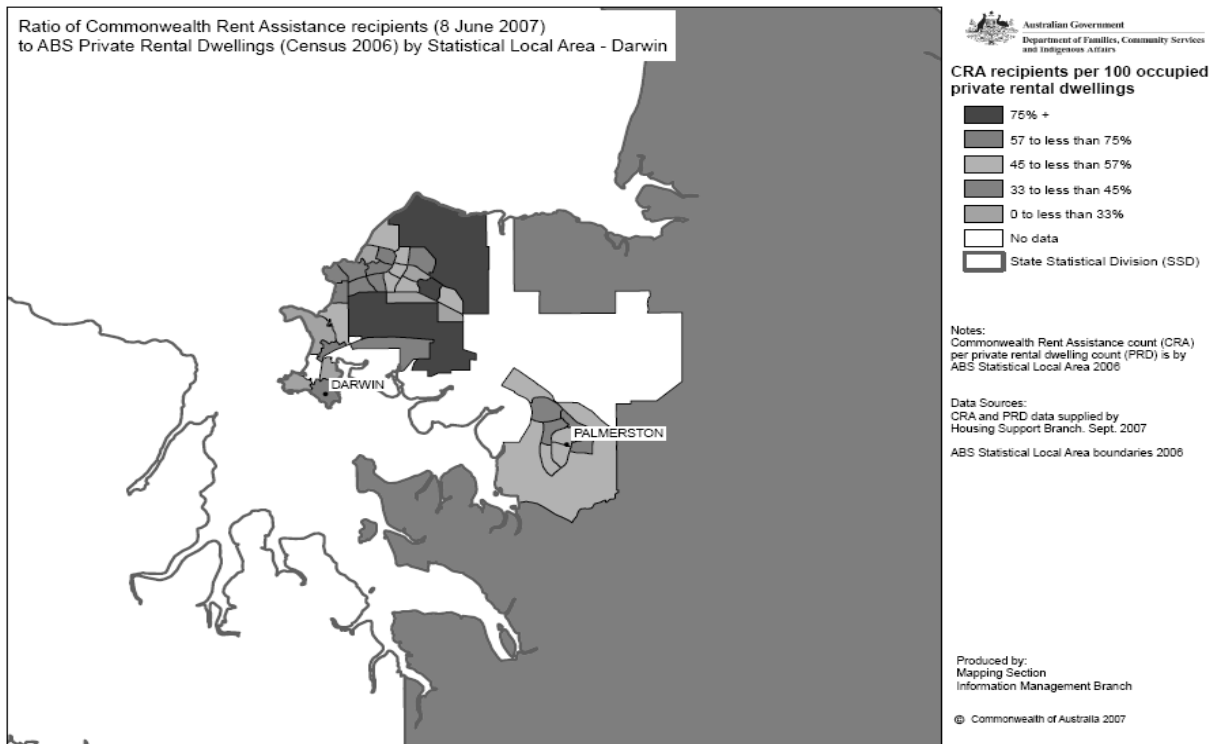 Ratio of Commonwealth Rent Assistance recipients (8 June 2007)
to ABS Private Rental Dwellings (Census 2006) by Statistical Local Area - Darwin
DARWIN
PALMERSTON
Australian Government
Department of Families, Community Services
and Indigenous Affairs
CRA recipients per 100 occupied
private rental dwellings
75% +
57 to less than 75%
45 to less than 57%
33 to less than 45%
0 to less than 33%
No data
State Statistical Division (SSD)
Notes:
Commonwealth Rent Assistance count (CRA)
per private rental dwelling count (PRD) is by
ABS Statistical Local Area 2006
Data Sources:
CRA and PRD data supplied by
Housing Support Branch. Sept. 2007
ABS Statistical Local Area boundaries 2006
Produced by:
Mapping Section
Information Management Branch
© Commonwealth of Australia 2007